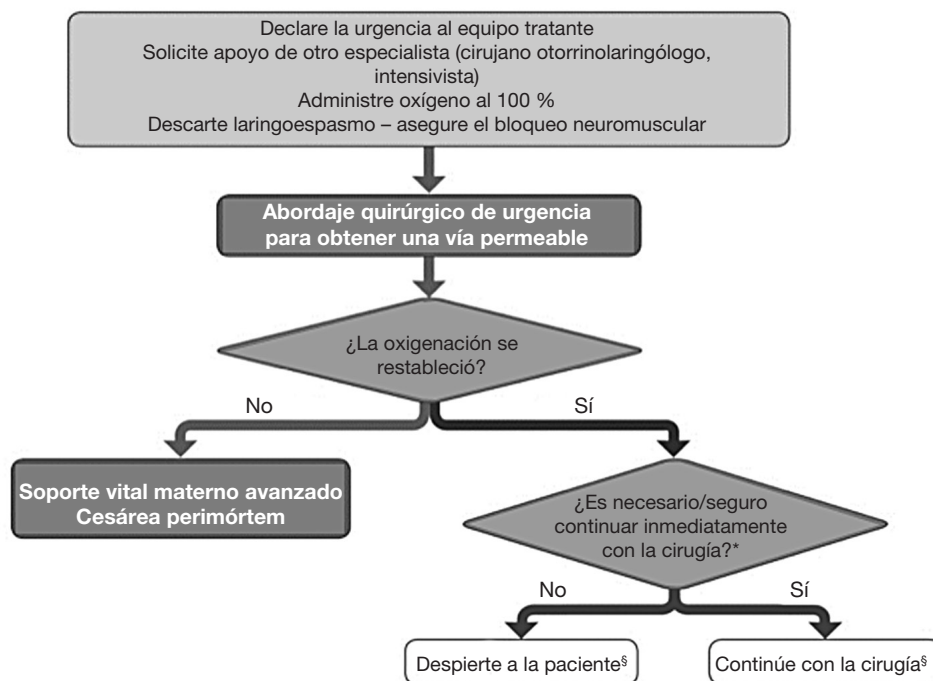 Declare la urgencia al equipo tratante
Solicite apoyo de otro especialista (cirujano otorrinolaringólogo,
intensivista)
Administre oxígeno al 100 %
Descarte laringoespasmo – asegure el bloqueo neuromuscular
Abordaje quirúrgico de urgencia
para obtener una vía permeable
¿La oxigenación se
restableció?
No
Sí
Soporte vital materno avanzado
Cesárea perimórtem
¿Es necesario/seguro
continuar inmediatamente
con la cirugía?*
No
Sí
Despierte a la paciente§
Continúe con la cirugía§